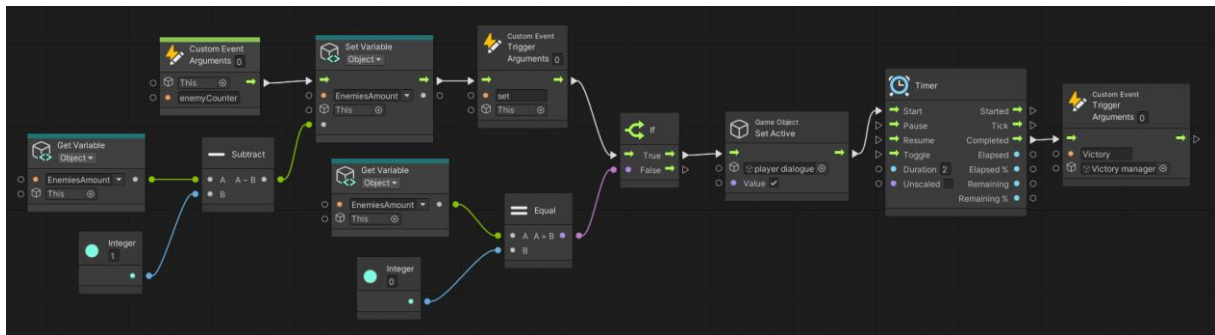 Custom Event
Arguments 0
This
enemyCounter
Set Variable
Object
EnemiesAmount
This
Custom Event
Trigger
Arguments 0
set
This
Get Variable
Object
EnemiesAmount
This
Subtract
A A − B
B
Integer
1
Get Variable
Object
EnemiesAmount
This
Equal
A A = B
B
Integer
0
If
True
False
Game Object
Set Active
player dialogue
Value
Timer
Start Started
Pause Tick
Resume Completed
Toggle Elapsed
Duration 2 Elapsed %
Unscaled Remaining
Remaining %
Custom Event
Trigger
Arguments 0
Victory
Victory manager